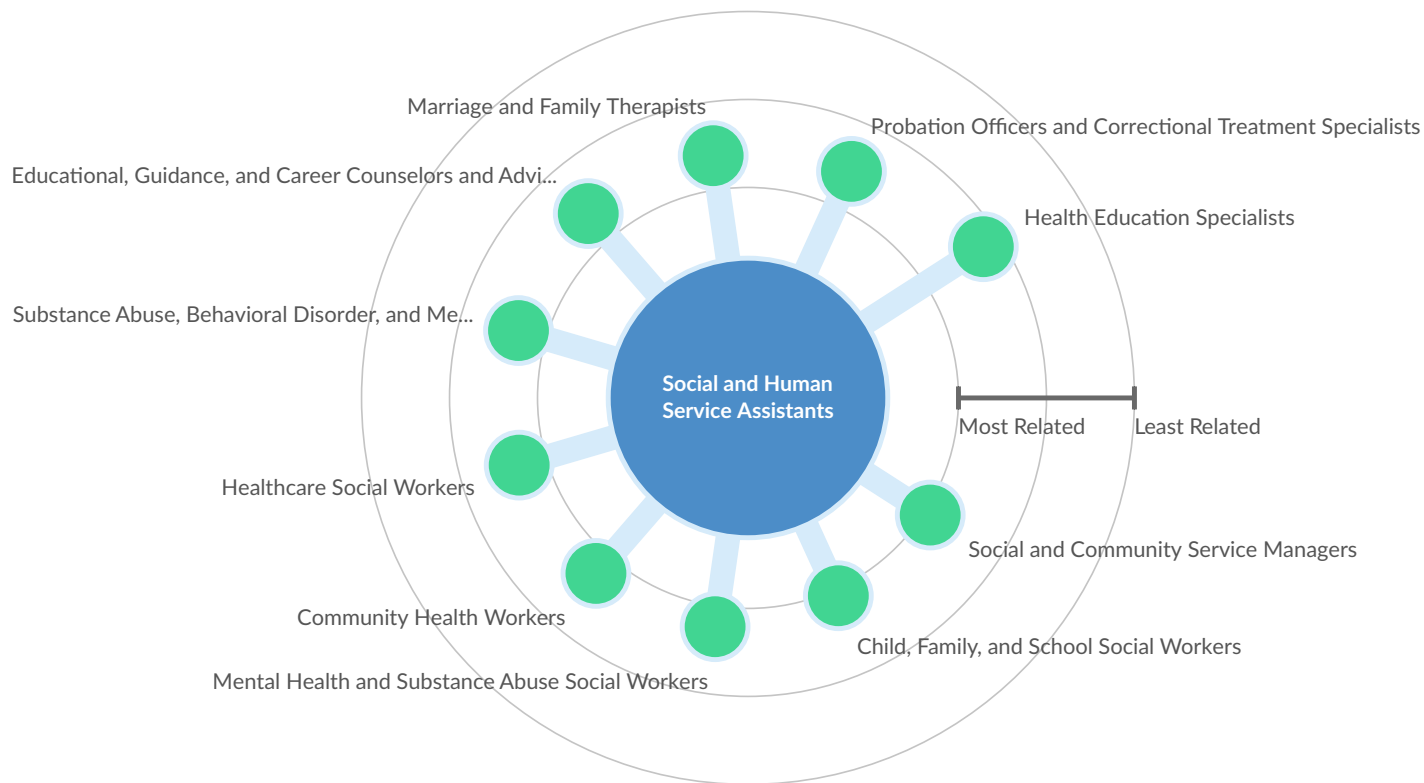 Marriage and Family Therapists
Probation Officers and Correctional Treatment Specialists
Educational, Guidance, and Career Counselors and Advi...
Health Education Specialists
Substance Abuse, Behavioral Disorder, and Me...
Social and Human
Service Assistants
Most Related
Least Related
Healthcare Social Workers
Social and Community Service Managers
Community Health Workers
Child, Family, and School Social Workers
Mental Health and Substance Abuse Social Workers